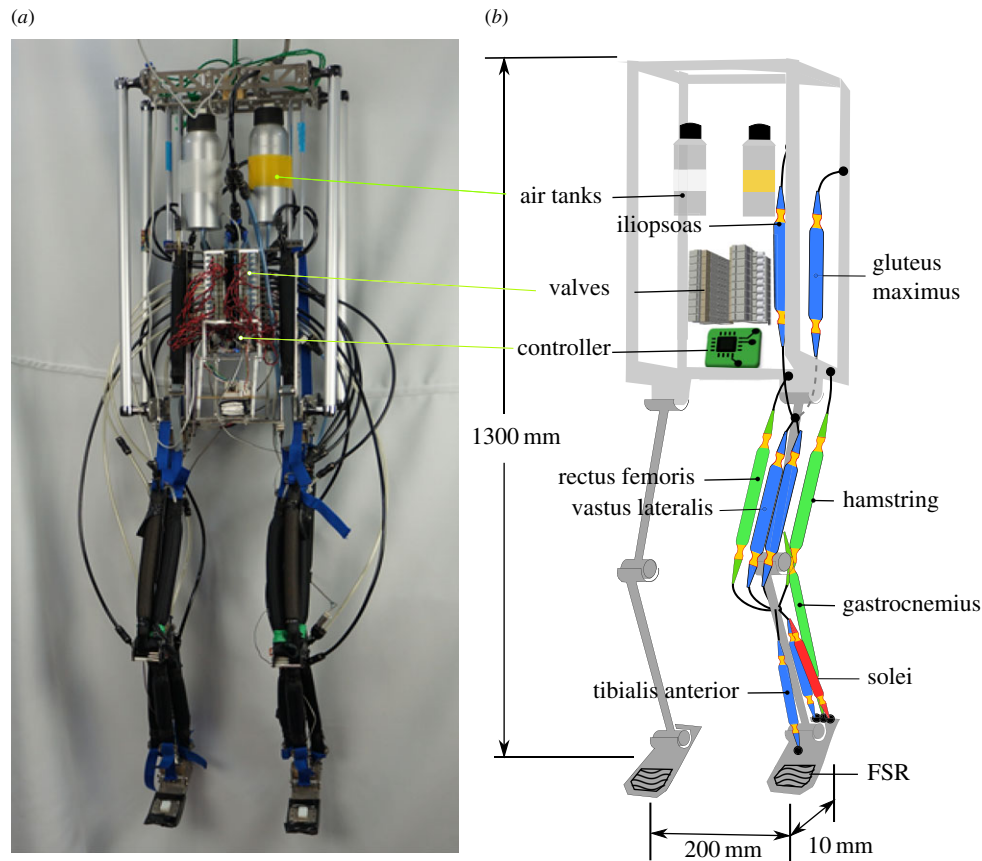 (a)
(b)
air tanks
iliopsoas
gluteus
maximus
valves
controller
1300 mm
rectus femoris
vastus lateralis
hamstring
gastrocnemius
solei
tibialis anterior
FSR
200 mm
10 mm